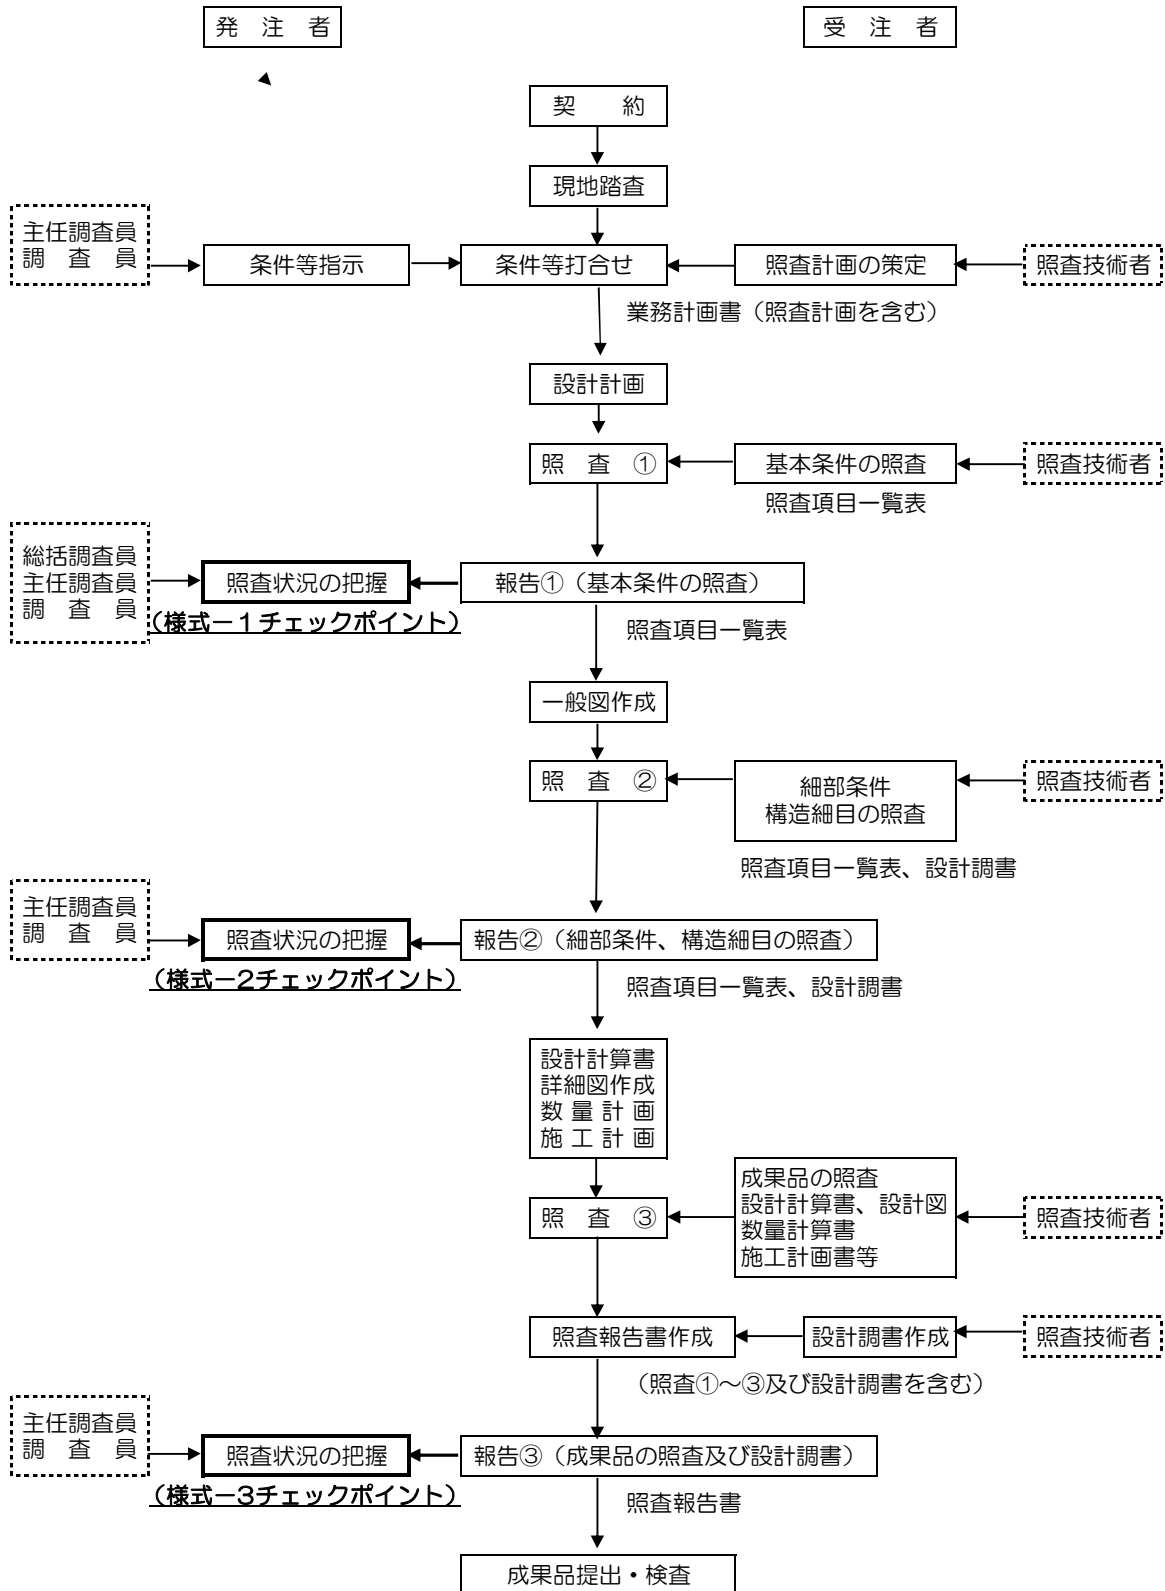 発　注　者
受　注　者
契　　約
現地踏査
主任調査員
調　査　員
条件等指示
条件等打合せ
照査計画の策定
照査技術者
業務計画書（照査計画を含む）
設計計画
照　査　①
基本条件の照査
照査技術者
照査項目一覧表
総括調査員
主任調査員
調　査　員
照査状況の把握
報告①（基本条件の照査）
（様式－１チェックポイント）
照査項目一覧表
一般図作成
照　査　②
細部条件
構造細目の照査
照査技術者
照査項目一覧表、設計調書
主任調査員
調　査　員
照査状況の把握
報告②（細部条件、構造細目の照査）
（様式－2チェックポイント）
照査項目一覧表、設計調書
設計計算書
詳細図作成
数 量 計 画
施 工 計 画
照　査　③
成果品の照査
設計計算書、設計図
数量計算書
施工計画書等
照査技術者
照査報告書作成
設計調書作成
照査技術者
（照査①～③及び設計調書を含む）
主任調査員
調　査　員
照査状況の把握
報告③（成果品の照査及び設計調書）
（様式－3チェックポイント）
照査報告書
成果品提出・検査